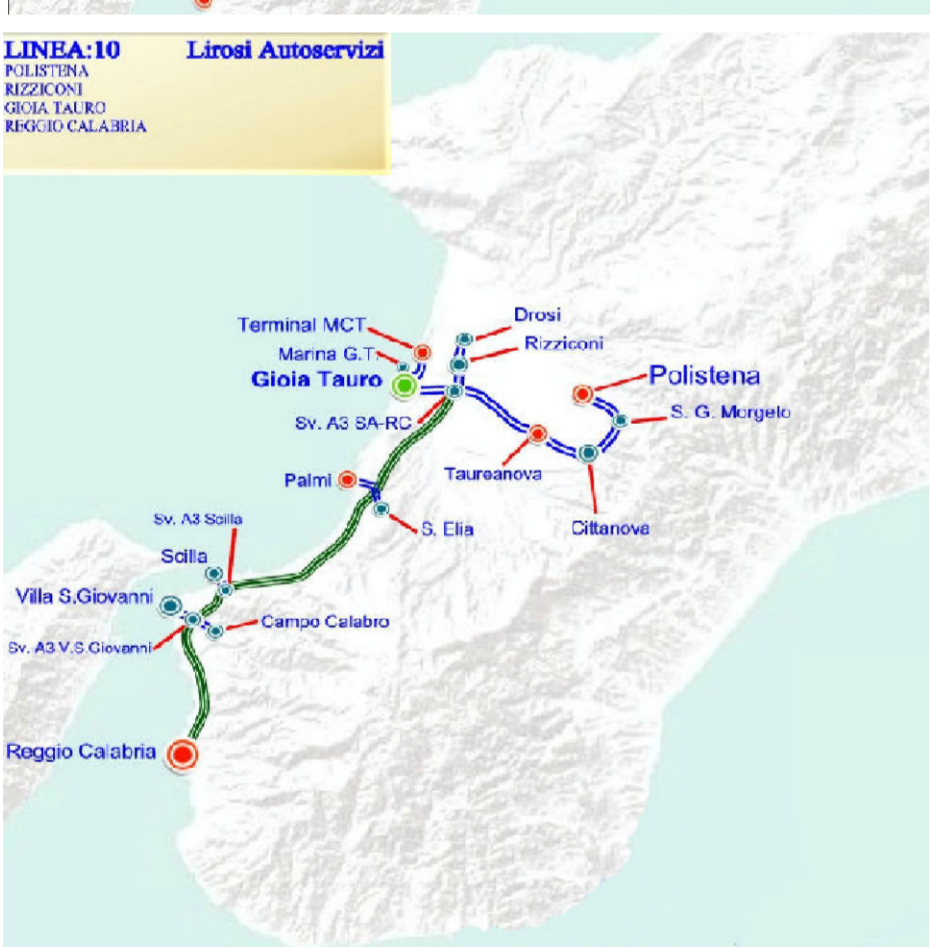 LINEA:10 Lirosi Autoservizi
POLISTENA
RIZZICONI
GIOIA TAURO
REGGIO CALABRIA
Drosi
Terminal MCT
Rizziconi
Marina G.T.
Gioia Tauro
Polistena
S. G. Morgeto
Sv. A3 SA-RC
Taureanova
Palmi
Sv. A3 Scilla
S. Elia
Cittanova
Scilla
Villa S.Giovanni
Campo Calabro
Sv. A3 V.S.Giovanni
Reggio Calabria